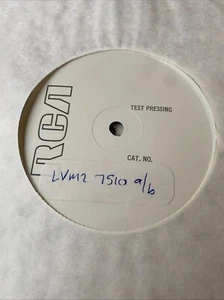 RCA
TEST PRESSING
CAT. NO.
LVM2 7510 a/b